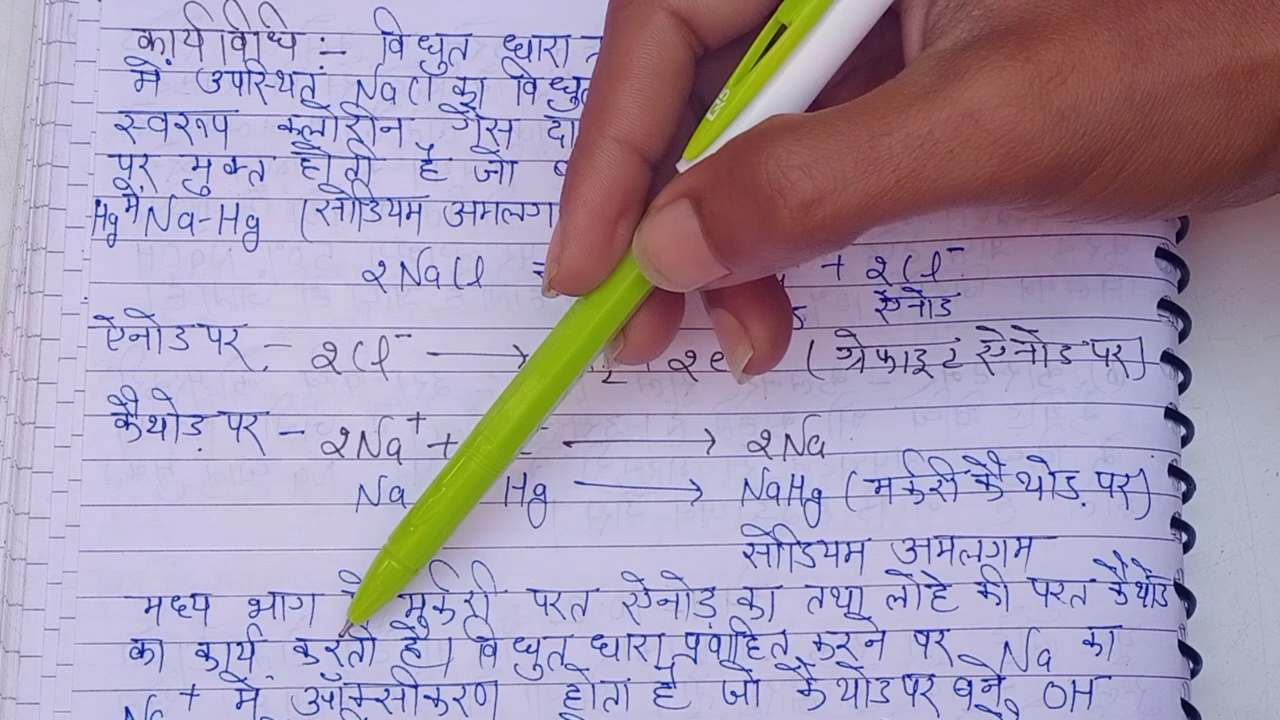 कार्यविधि :- विधुत धारा
में उपस्थित NaCl का विधु
स्वरूप क्लोरीन गैस दा
पर मुक्त होती है जो
Hg में Na-Hg (सोडियम अमलग
2NaCl + 2Cl⁻
ऐनोड
ऐनोड पर - 2Cl⁻ ⟶ 2 2e (ग्रेफाइट ऐनोड पर)
कैथोड पर - 2Na⁺ + ⟶ 2Na
Na Hg ⟶ NaHg (मर्करी कैथोड पर)
सोडियम अमलगम
मध्य भाग मर्करी परत ऐनोड का तथा लोहे की परत कैथोड
का कार्य करती है। विधुत धारा प्रवाहित करने पर Na का
Na⁺ में ऑक्सीकरण होता है जो कैथोड पर बने OH⁻